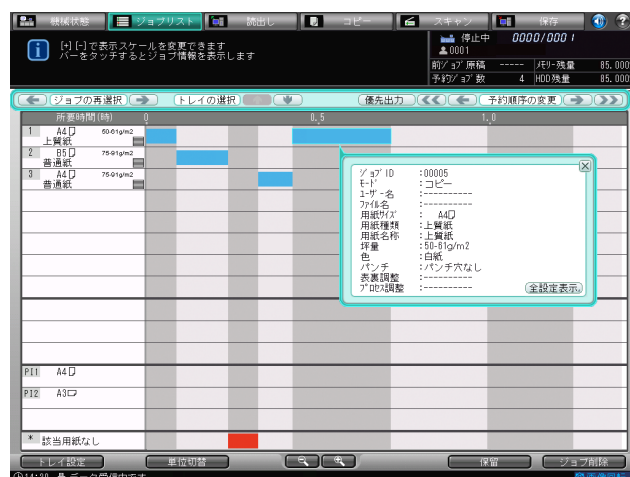 機械状態 ジョブリスト 読出し コピー スキャン 保存
[+] [-]で表示スケールを変更できます
バーをタッチするとジョブ情報を表示します
停止中 0000/0001
0001
前ジョブ原稿 ----- メモリー残量 85.000
予約ジョブ数 4 HDD残量 85.000
ジョブの再選択 トレイの選択 優先出力 予約順序の変更
所要時間(時) 0 0.5 1.0
1 A4 60-61g/m2
上質紙
2 B5 75-91g/m2
普通紙
3 A4 75-91g/m2
普通紙
ジョブID :00005
モード :コピー
ユーザー名 :----------
ファイル名 :----------
用紙サイズ : A4
用紙種類 :上質紙
用紙名称 :上質紙
坪量 :50-61g/m2
色 :白紙
パンチ :パンチ穴なし
表裏調整 :----------
プロセス調整 :----------
全設定表示
PI1 A4
PI2 A3
* 該当用紙なし
トレイ設定 単位切替 保留 ジョブ削除